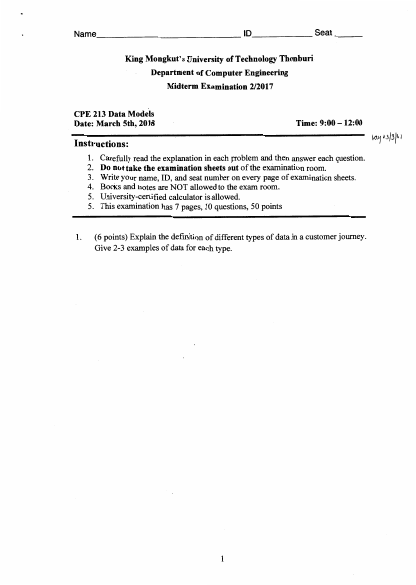 Name__________ ID__________ Seat _____
King Mongkut's University of Technology Thonburi
Department of Computer Engineering
Midterm Examination 2/2017
CPE 213 Data Models
Date: March 5th, 2018 Time: 9:00 – 12:00
Instructions:
1. Carefully read the explanation in each problem and then answer each question.
2. Do not take the examination sheets out of the examination room.
3. Write your name, ID, and seat number on every page of examination sheets.
4. Books and notes are NOT allowed to the exam room.
5. University-certified calculator is allowed.
5. This examination has 7 pages, 10 questions, 50 points
1. (6 points) Explain the definition of different types of data in a customer journey.
Give 2-3 examples of data for each type.
1